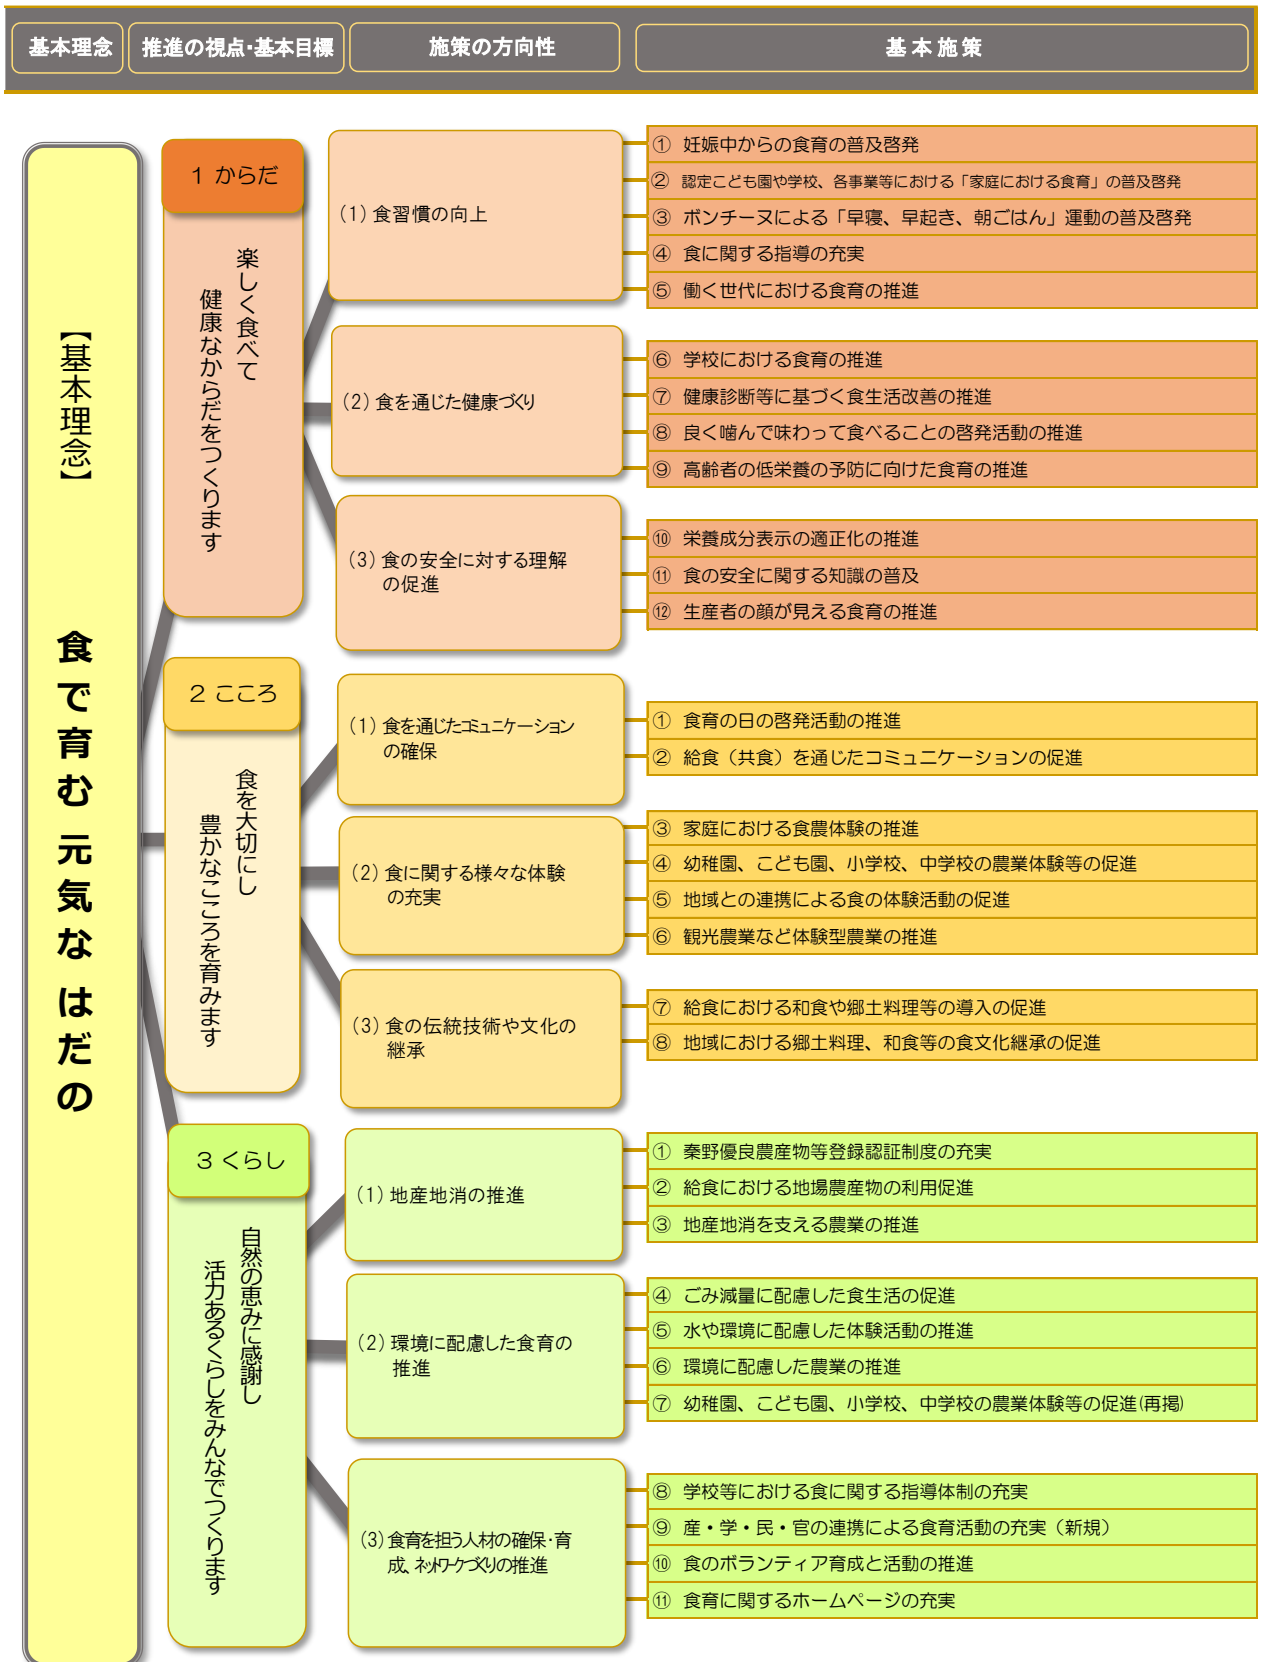 基本理念
推進の視点・基本目標
施策の方向性
基本施策
【基本理念】
食で育む 元気な はだの
1 からだ
楽しく食べて
健康なからだをつくります
(1) 食習慣の向上
① 妊娠中からの食育の普及啓発
② 認定こども園や学校、各事業等における「家庭における食育」の普及啓発
③ ボンチーヌによる「早寝、早起き、朝ごはん」運動の普及啓発
④ 食に関する指導の充実
⑤ 働く世代における食育の推進
(2) 食を通じた健康づくり
⑥ 学校における食育の推進
⑦ 健康診断等に基づく食生活改善の推進
⑧ 良く噛んで味わって食べることの啓発活動の推進
⑨ 高齢者の低栄養の予防に向けた食育の推進
(3) 食の安全に対する理解
の促進
⑩ 栄養成分表示の適正化の推進
⑪ 食の安全に関する知識の普及
⑫ 生産者の顔が見える食育の推進
2 こころ
食を大切にし
豊かなこころを育みます
(1) 食を通じたコミュニケーション
の確保
① 食育の日の啓発活動の推進
② 給食（共食）を通じたコミュニケーションの促進
(2) 食に関する様々な体験
の充実
③ 家庭における食農体験の推進
④ 幼稚園、こども園、小学校、中学校の農業体験等の促進
⑤ 地域との連携による食の体験活動の促進
⑥ 観光農業など体験型農業の推進
(3) 食の伝統技術や文化の
継承
⑦ 給食における和食や郷土料理等の導入の促進
⑧ 地域における郷土料理、和食等の食文化継承の促進
3 くらし
自然の恵みに感謝し
活力あるくらしをみんなでつくります
(1) 地産地消の推進
① 秦野優良農産物等登録認証制度の充実
② 給食における地場農産物の利用促進
③ 地産地消を支える農業の推進
(2) 環境に配慮した食育の
推進
④ ごみ減量に配慮した食生活の促進
⑤ 水や環境に配慮した体験活動の推進
⑥ 環境に配慮した農業の推進
⑦ 幼稚園、こども園、小学校、中学校の農業体験等の促進(再掲)
(3) 食育を担う人材の確保・育
成、ネットワークづくりの推進
⑧ 学校等における食に関する指導体制の充実
⑨ 産・学・民・官の連携による食育活動の充実（新規）
⑩ 食のボランティア育成と活動の推進
⑪ 食育に関するホームページの充実